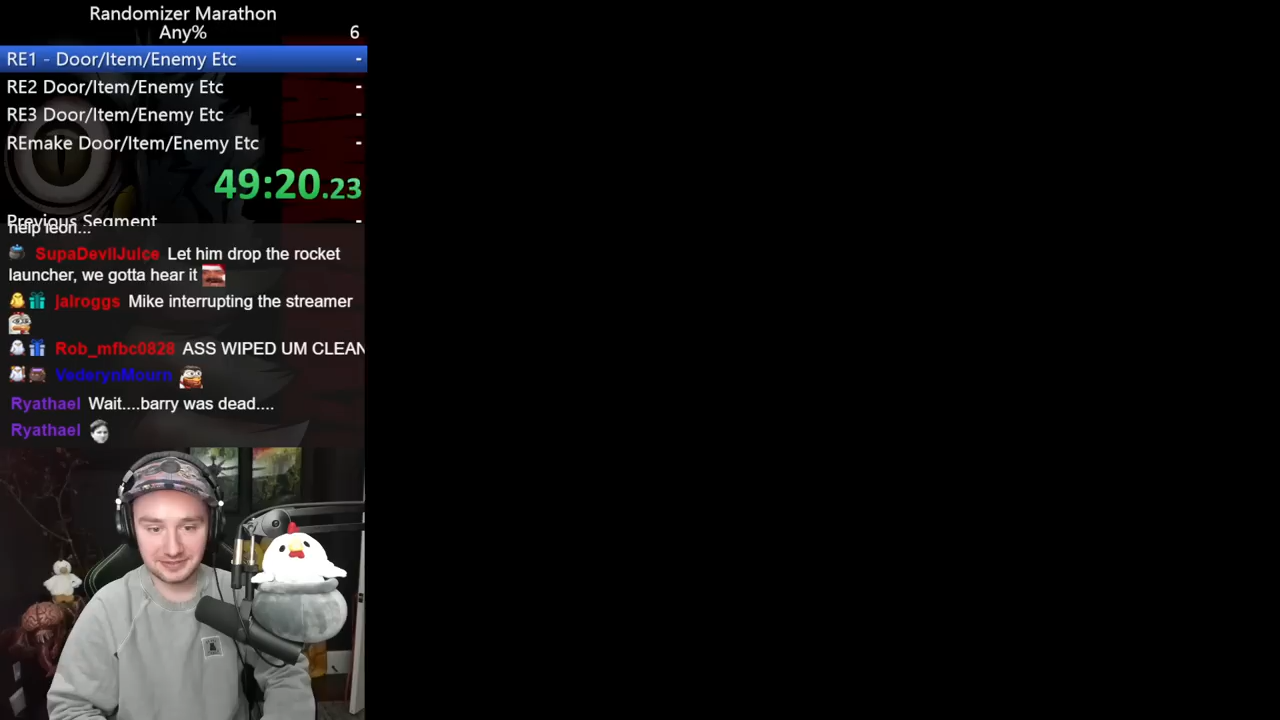 Randomizer Marathon
Any% 6
RE1 - Door/Item/Enemy Etc -
RE2 Door/Item/Enemy Etc -
RE3 Door/Item/Enemy Etc -
REmake Door/Item/Enemy Etc -
49:20.23
Previous Segment -
help leon...
SupaDevilJuice Let him drop the rocket
launcher, we gotta hear it
jalroggs Mike interrupting the streamer
Rob_mfbc0828 ASS WIPED UM CLEAN
VederynMourn
Ryathael Wait....barry was dead....
Ryathael